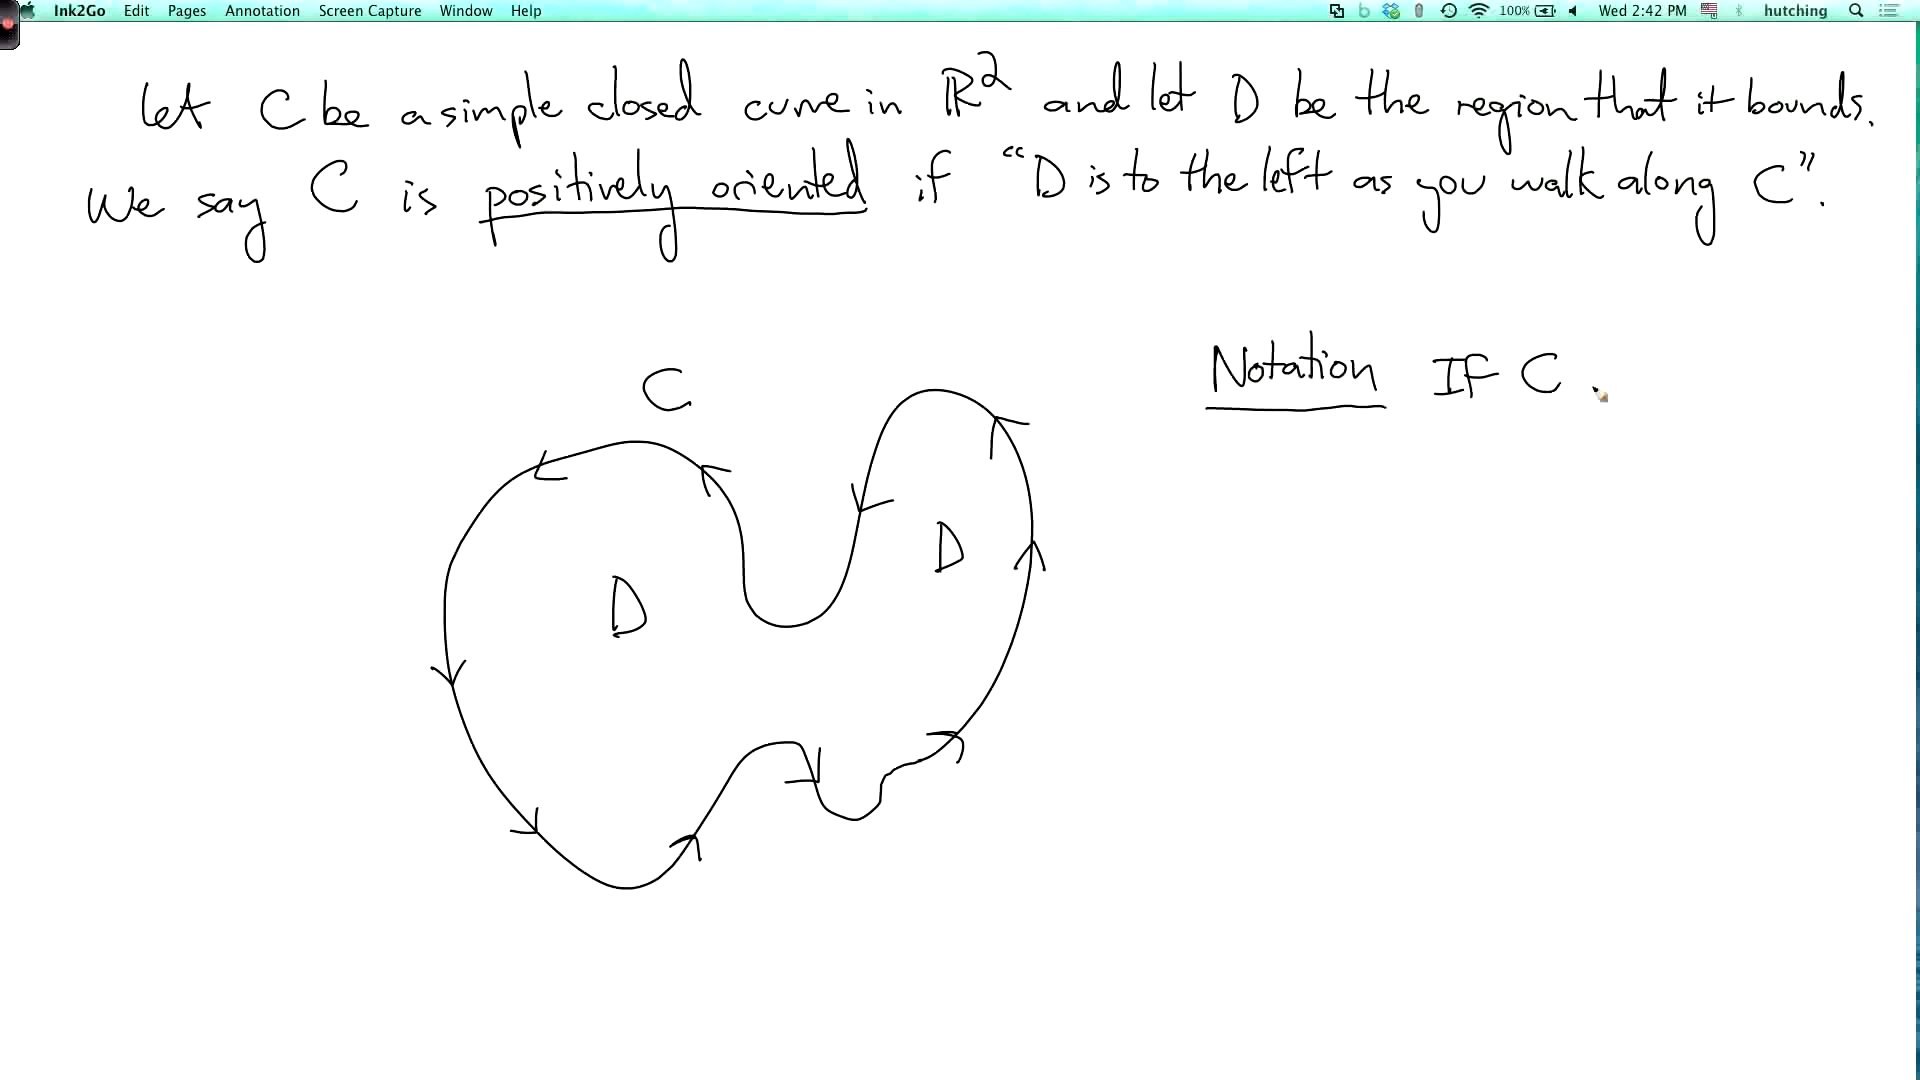 Ink2Go Edit Pages Annotation Screen Capture Window Help 100% Wed 2:42 PM hutching
Let C be a simple closed curve in R² and let D be the region that it bounds.
We say C is positively oriented if “D is to the left as you walk along C”.
Notation If C
C
D
D